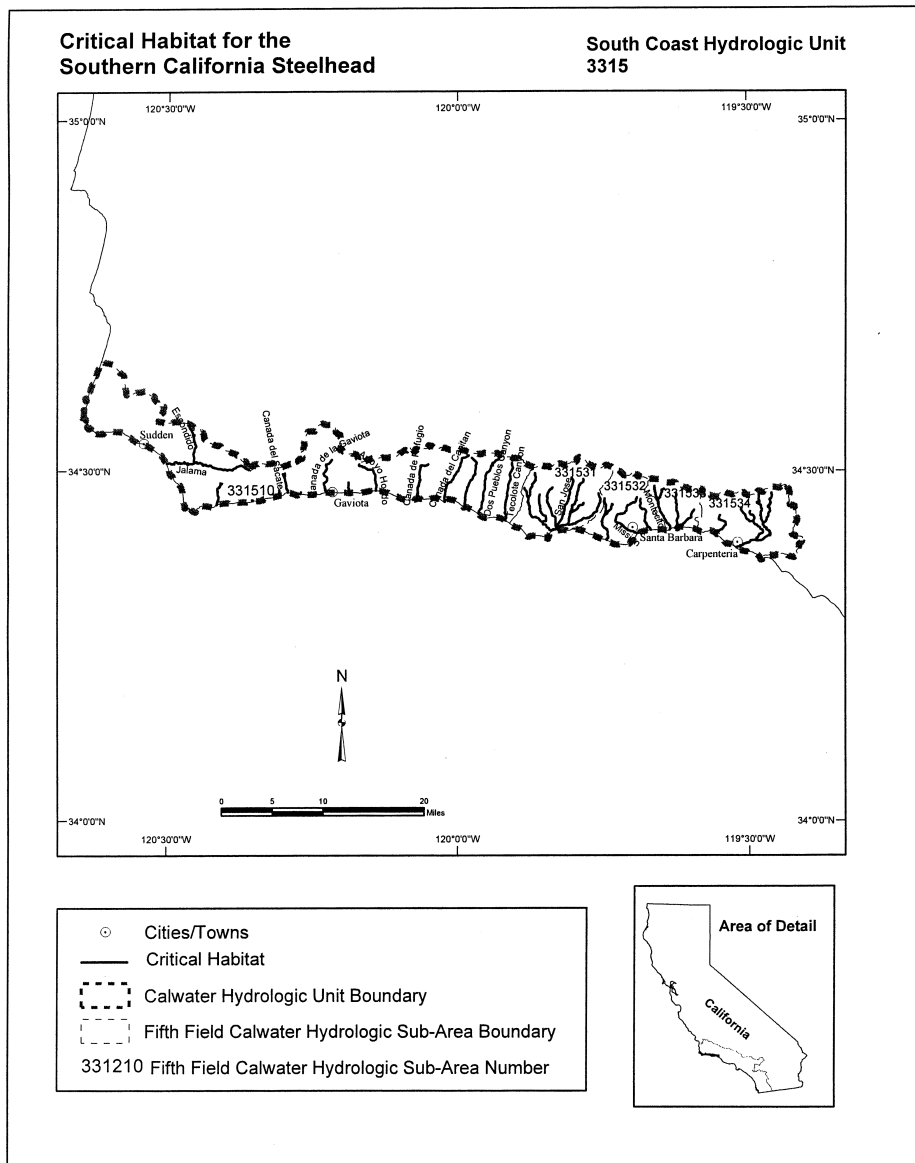 Critical Habitat for the
Southern California Steelhead
South Coast Hydrologic Unit
3315
120°30'0"W
120°0'0"W
119°30'0"W
35°0'0"N
35°0'0"N
Escondido
Sudden
Jalama
Canada del
331510
Canada de la Gaviota
Gaviota
Arroyo Hondo
Canada de Refugio
Canada del Capitan
Dos Pueblos Canyon
Tecolote Canyon
331531
San Jose
331532
Mission
Montecito
Santa Barbara
331534
Carpenteria
34°30'0"N
34°30'0"N
N
0 5 10 20
Miles
34°0'0"N
34°0'0"N
120°30'0"W
120°0'0"W
119°30'0"W
Cities/Towns
Critical Habitat
Calwater Hydrologic Unit Boundary
Fifth Field Calwater Hydrologic Sub-Area Boundary
331210 Fifth Field Calwater Hydrologic Sub-Area Number
Area of Detail
California